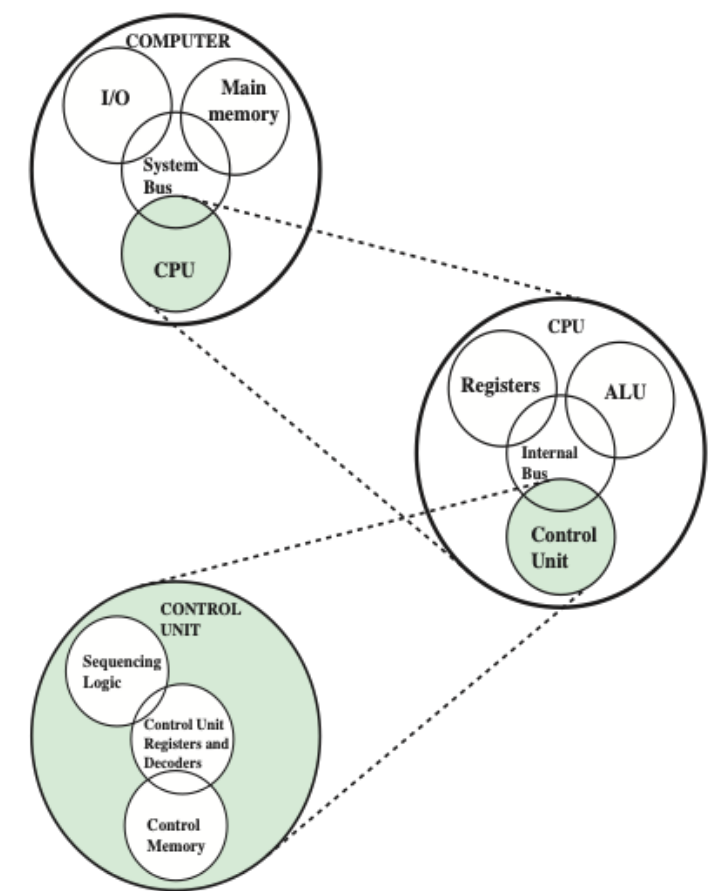 COMPUTER
I/O
Main
memory
System
Bus
CPU
CPU
Registers
ALU
Internal
Bus
Control
Unit
CONTROL
UNIT
Sequencing
Logic
Control Unit
Registers and
Decoders
Control
Memory